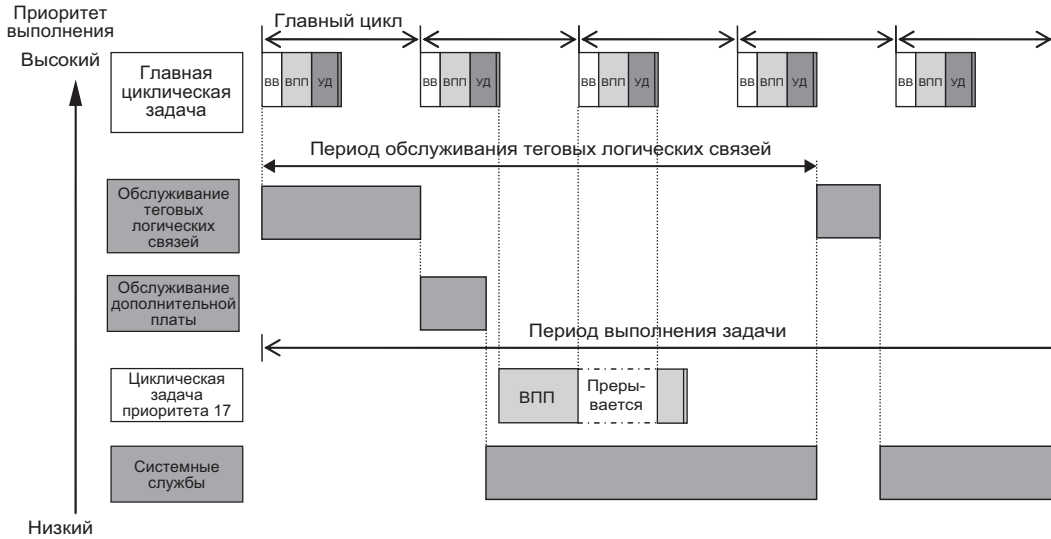 Приоритет
выполнения
Высокий
Главный цикл
Главная
циклическая
задача
ВВ ВПП УД
ВВ ВПП УД
ВВ ВПП УД
ВВ ВПП УД
ВВ ВПП УД
Период обслуживания теговых логических связей
Обслуживание
теговых
логических
связей
Обслуживание
дополнительной
платы
Период выполнения задачи
Циклическая
задача
приоритета 17
ВПП
Преры-
вается
Системные
службы
Низкий